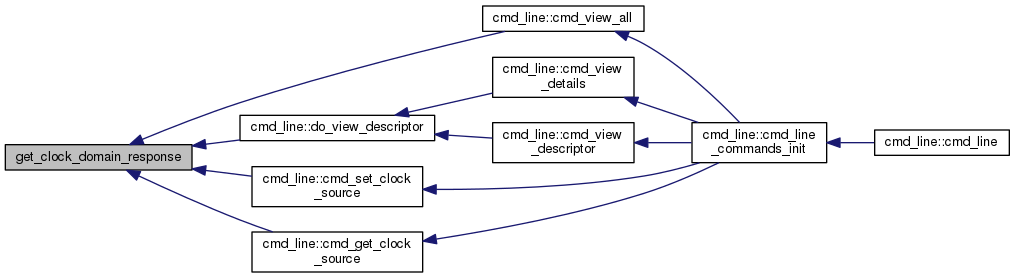 cmd_line::cmd_view_all
cmd_line::cmd_view
_details
cmd_line::do_view_descriptor
cmd_line::cmd_view
_descriptor
cmd_line::cmd_line
_commands_init
cmd_line::cmd_line
get_clock_domain_response
cmd_line::cmd_set_clock
_source
cmd_line::cmd_get_clock
_source